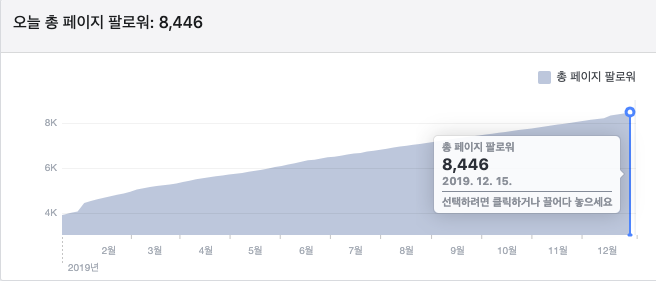 오늘 총 페이지 팔로워: 8,446
총 페이지 팔로워
8K
6K
4K
총 페이지 팔로워
8,446
2019. 12. 15.
선택하려면 클릭하거나 끌어다 놓으세요
2월 3월 4월 5월 6월 7월 8월 9월 10월 11월 12월
2019년